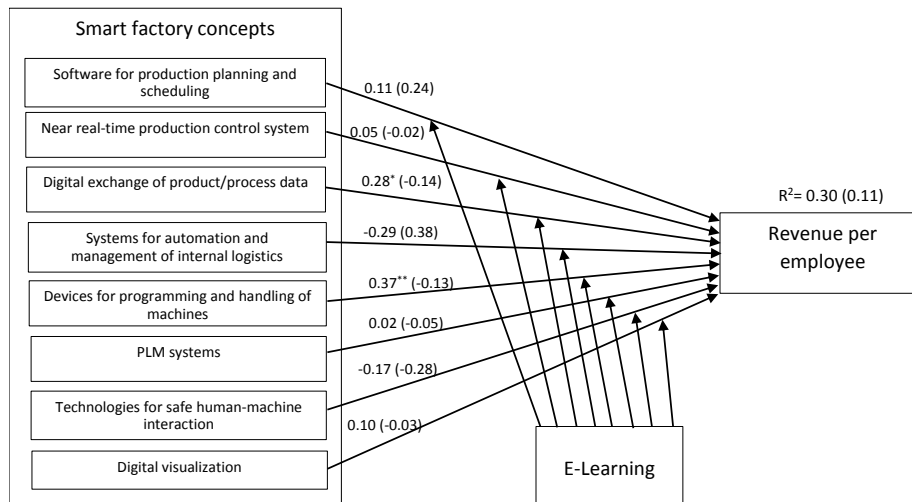 Smart factory concepts
Software for production planning and
scheduling
0.11 (0.24)
Near real-time production control system
0.05 (-0.02)
Digital exchange of product/process data
0.28* (-0.14)
R²= 0.30 (0.11)
Systems for automation and
management of internal logistics
-0.29 (0.38)
Revenue per
employee
Devices for programming and handling of
machines
0.37** (-0.13)
PLM systems
0.02 (-0.05)
Technologies for safe human-machine
interaction
-0.17 (-0.28)
Digital visualization
0.10 (-0.03)
E-Learning